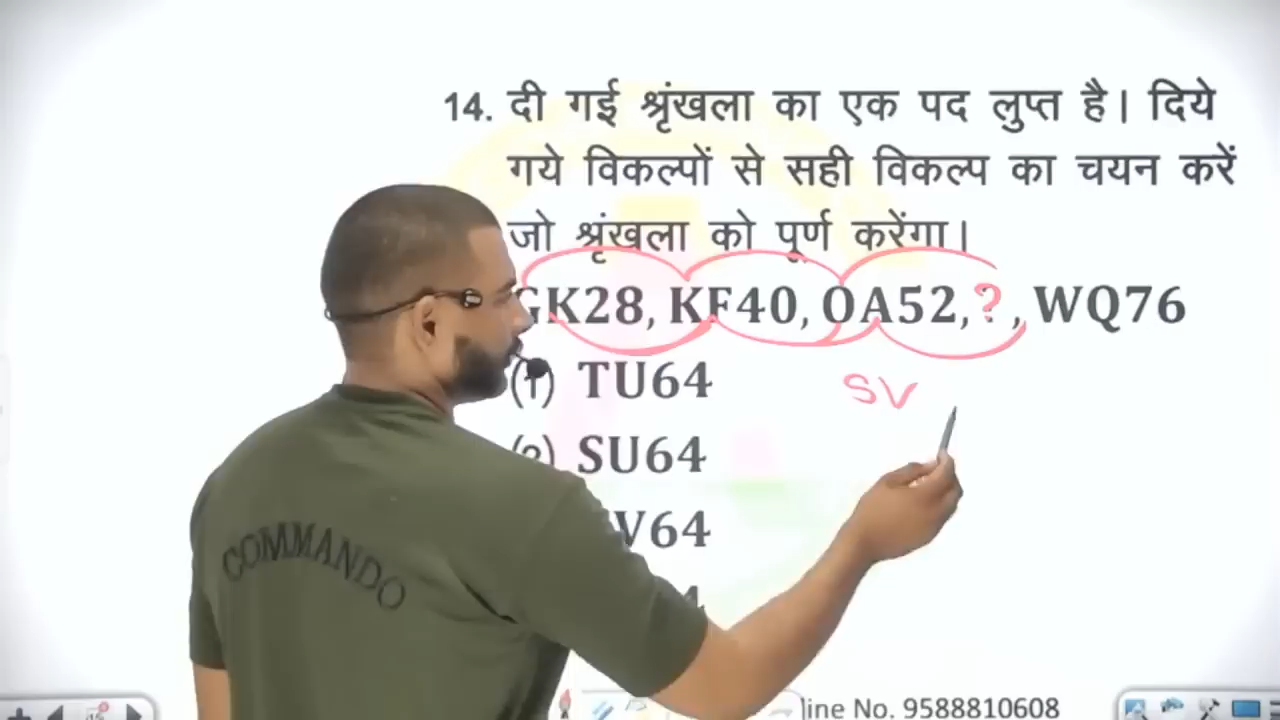 14. दी गई श्रृंखला का एक पद लुप्त है। दिये
गये विकल्पों से सही विकल्प का चयन करें
जो श्रृंखला को पूर्ण करेंगा।
GK28, KF40, OA52, ?, WQ76
(1) TU64
SV
(2) SU64
V64
COMMANDO
line No. 9588810608